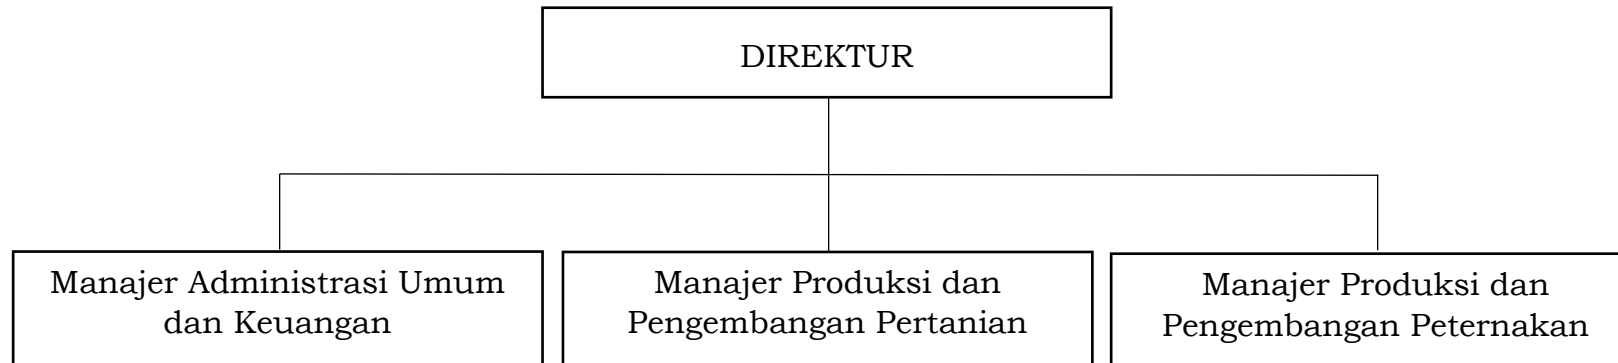 DIREKTUR
Manajer Administrasi Umum
dan Keuangan
Manajer Produksi dan
Pengembangan Pertanian
Manajer Produksi dan
Pengembangan Peternakan